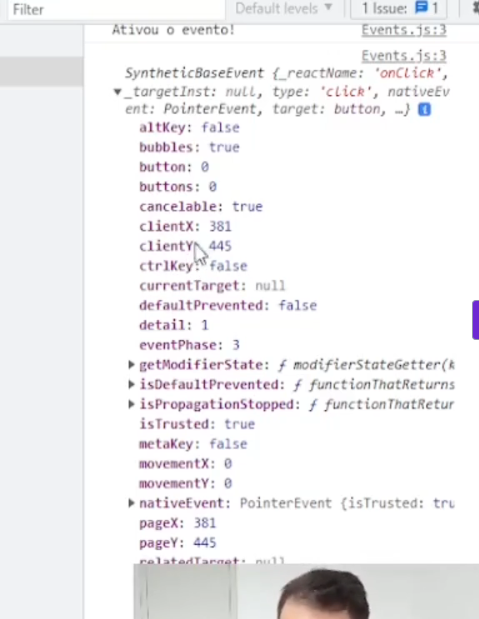 Filter
Default levels ▼
1 Issue: 1
Ativou o evento! Events.js:3
Events.js:3
SyntheticBaseEvent {_reactName: 'onClick',
▼_targetInst: null, type: 'click', nativeEv
ent: PointerEvent, target: button, …} i
altKey: false
bubbles: true
button: 0
buttons: 0
cancelable: true
clientX: 381
clientY: 445
ctrlKey: false
currentTarget: null
defaultPrevented: false
detail: 1
eventPhase: 3
▶getModifierState: ƒ modifierStateGetter(k
▶isDefaultPrevented: ƒ functionThatReturns
▶isPropagationStopped: ƒ functionThatRetur
isTrusted: true
metaKey: false
movementX: 0
movementY: 0
▶nativeEvent: PointerEvent {isTrusted: tru
pageX: 381
pageY: 445
relatedTarget: null